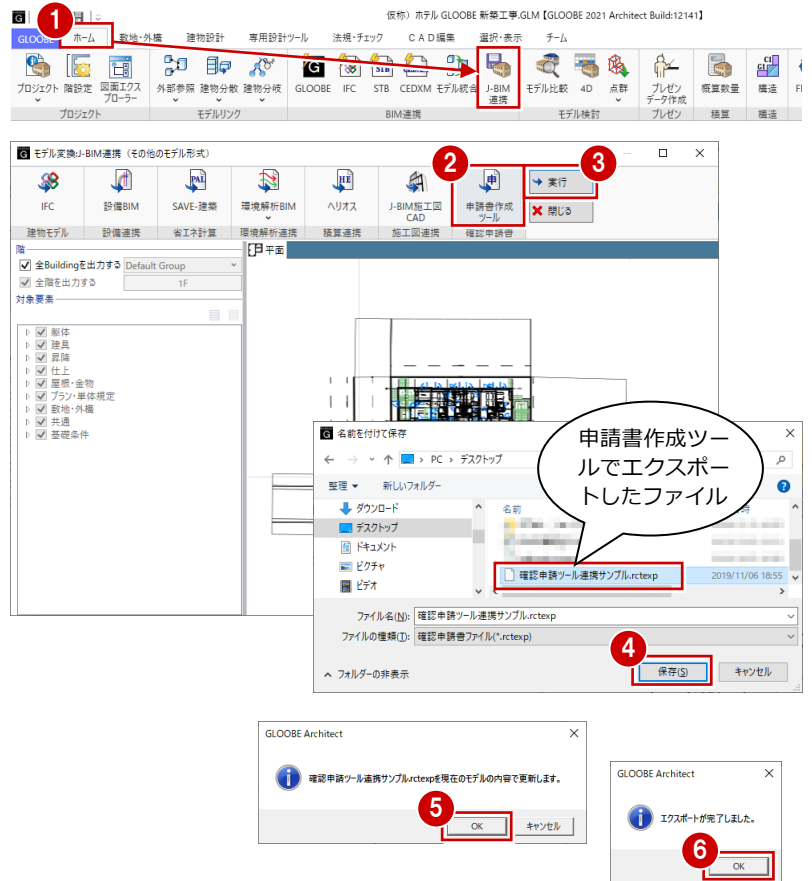 仮称）ホテル GLOOBE 新築工事.GLM【GLOOBE 2021 Architect Build:12141】
1
GLOOBE ホーム 敷地・外構 建物設計 専用設計ツール 法規・チェック ＣＡＤ編集 選択・表示 チーム
プロジェクト 階設定 図面エクスプローラー 外部参照 建物分散 建物分岐 GLOOBE IFC STB CEDXM モデル統合 J-BIM連携 モデル比較 4D 点群 プレゼンデータ作成 概算数量 構造
プロジェクト モデルリンク BIM連携 モデル検討 プレゼン 積算 構造
モデル変換:J-BIM連携（その他のモデル形式）
2
3
IFC 設備BIM SAVE-建築 環境解析BIM ヘリオス J-BIM施工図CAD 申請書作成ツール
実行
閉じる
建物モデル 設備連携 省エネ計算 環境解析連携 積算連携 施工図連携 確認申請書
階
平面
全Buildingを出力する Default Group
全階を出力する 1F
対象要素
躯体
建具
昇降
仕上
屋根・金物
プラン・単体規定
敷地・外構
共通
基礎条件
名前を付けて保存
PC › デスクトップ
整理 新しいフォルダー
ダウンロード
デスクトップ
ドキュメント
ピクチャ
ビデオ
名前
確認申請ツール連携サンプル.rctexp 2019/11/06 18:55
申請書作成ツー
ルでエクスポー
トしたファイル
ファイル名(N): 確認申請ツール連携サンプル.rctexp
ファイルの種類(T): 確認申請書ファイル(*.rctexp)
4
フォルダーの非表示 保存(S) キャンセル
GLOOBE Architect
確認申請ツール連携サンプル.rctexpを現在のモデルの内容で更新します。
5
OK キャンセル
GLOOBE Architect
エクスポートが完了しました。
6
OK